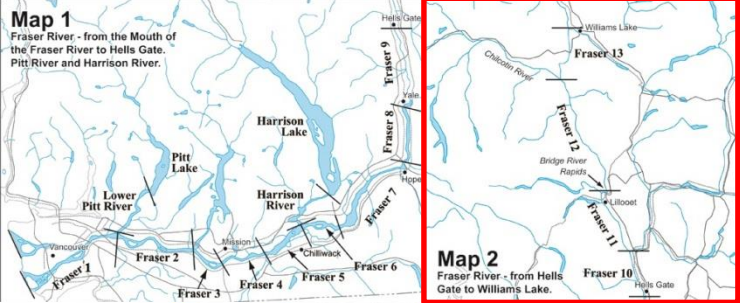 Map 1
Fraser River - from the Mouth of
the Fraser River to Hells Gate.
Pitt River and Harrison River.
Hells Gate
Fraser 9
Yale
Fraser 8
Harrison
Lake
Pitt
Lake
Lower
Pitt River
Harrison
River
Hope
Fraser 7
Vancouver
Mission
Chilliwack
Fraser 1
Fraser 2
Fraser 3
Fraser 4
Fraser 5
Fraser 6
Williams Lake
Fraser 13
Chilcotin River
Fraser 12
Bridge River
Rapids
Lillooet
Fraser 11
Map 2
Fraser River - from Hells
Gate to Williams Lake.
Fraser 10
Hells Gate